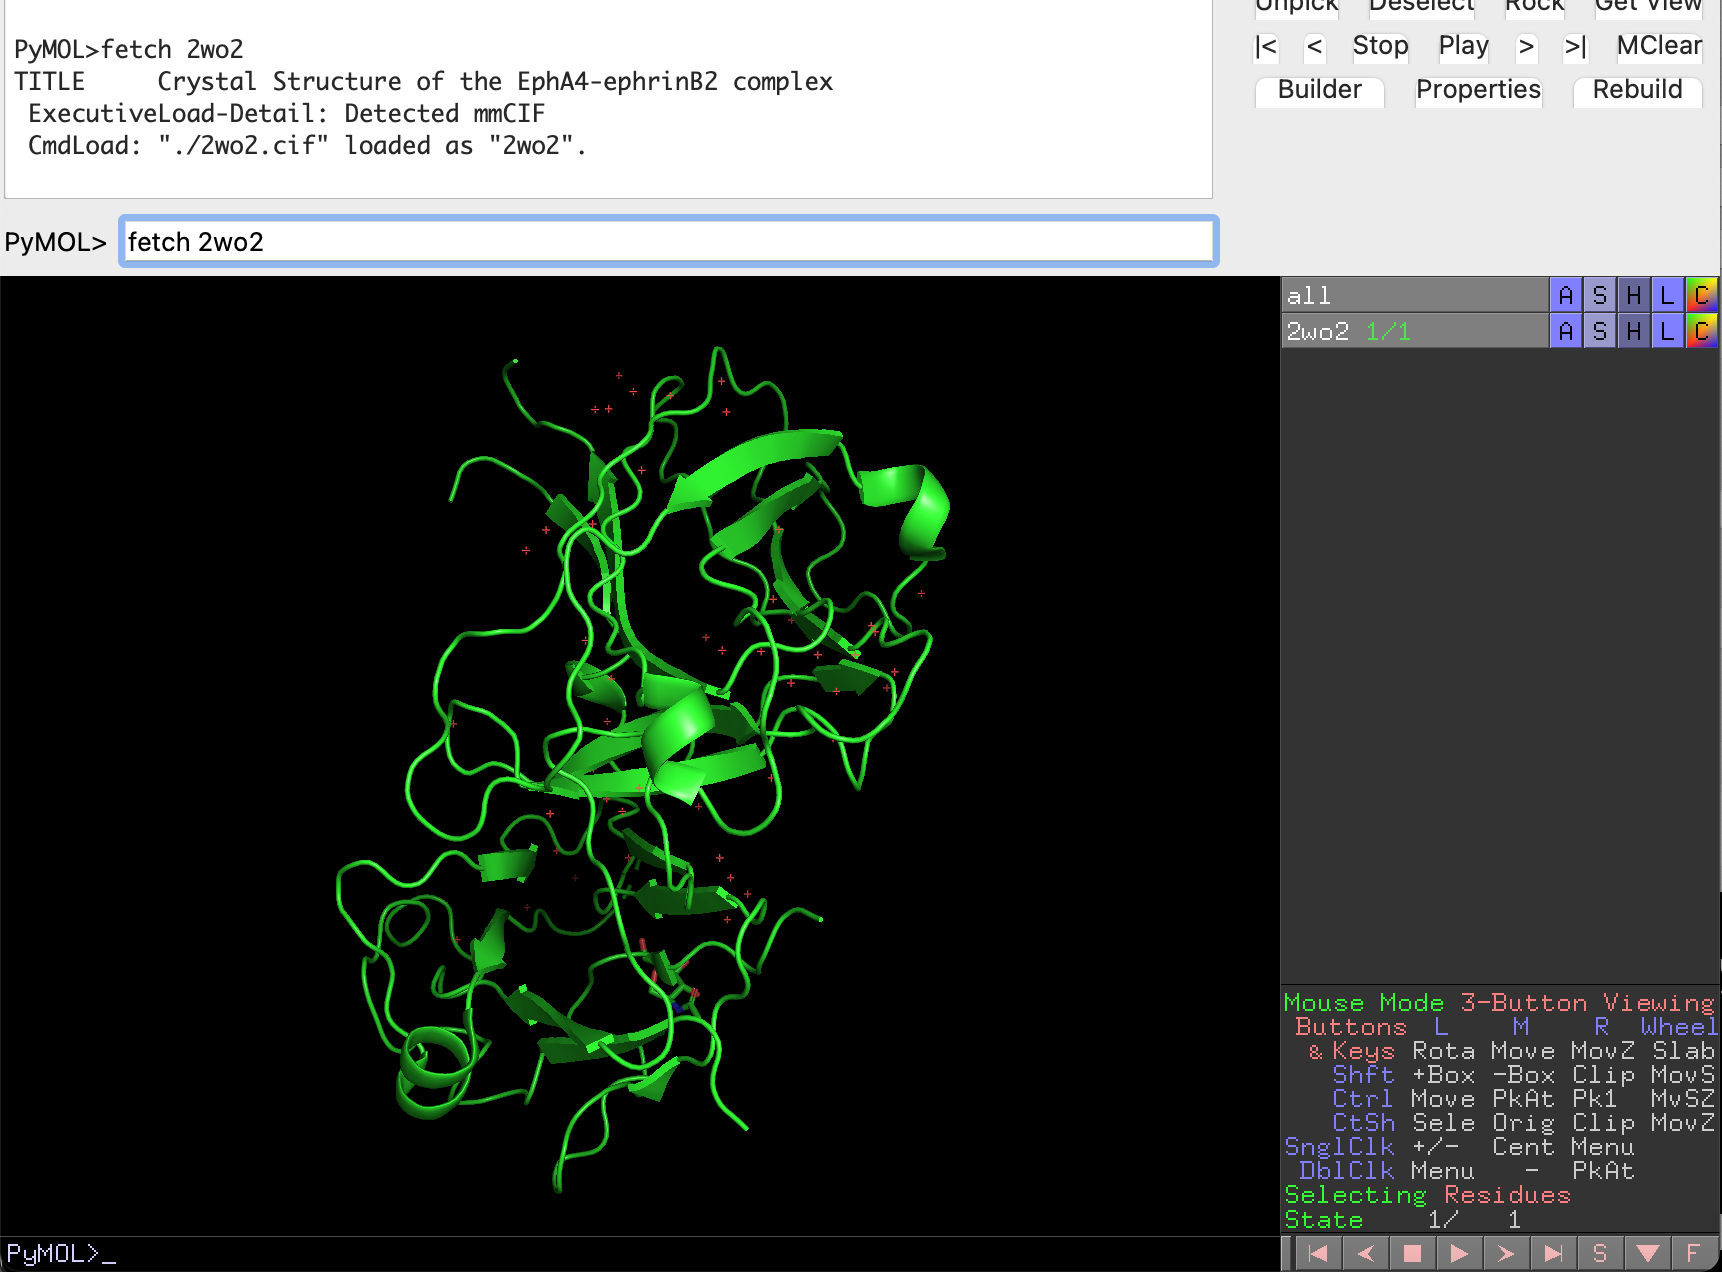 Unpick Deselect Rock Get View
|< < Stop Play > >| MClear
Builder Properties Rebuild
PyMOL>fetch 2wo2
TITLE     Crystal Structure of the EphA4-ephrinB2 complex
 ExecutiveLoad-Detail: Detected mmCIF
 CmdLoad: "./2wo2.cif" loaded as "2wo2".
PyMOL> fetch 2wo2
all A S H L C
2wo2 1/1 A S H L C
Mouse Mode 3-Button Viewing
Buttons L M R Wheel
& Keys Rota Move MovZ Slab
Shft +Box -Box Clip MovS
Ctrl Move PkAt Pk1 MvSZ
CtSh Sele Orig Clip MovZ
SnglClk +/- Cent Menu
DblClk Menu - PkAt
Selecting Residues
State 1/ 1
PyMOL>_
S F